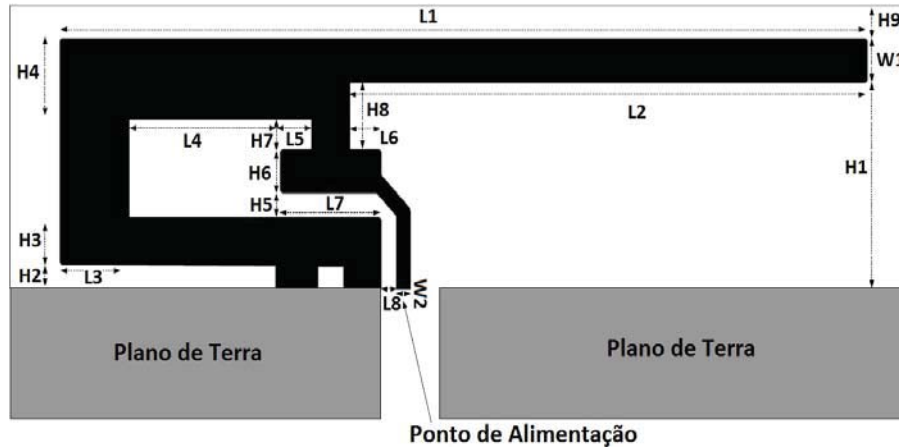 L1
H9
H4
W1
L2
H8
L4
H7
L5
L6
H6
H1
H5
L7
H3
H2
L3
L8
W2
Plano de Terra
Plano de Terra
Ponto de Alimentação